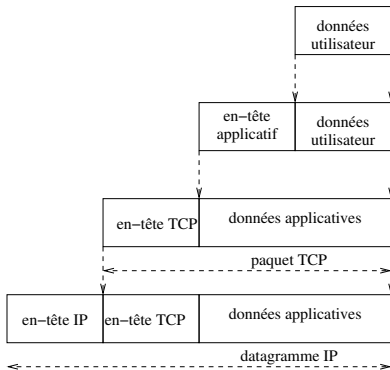 données
utilisateur
en−tête
applicatif
données
utilisateur
en−tête TCP
données applicatives
paquet TCP
en−tête IP
en−tête TCP
données applicatives
datagramme IP